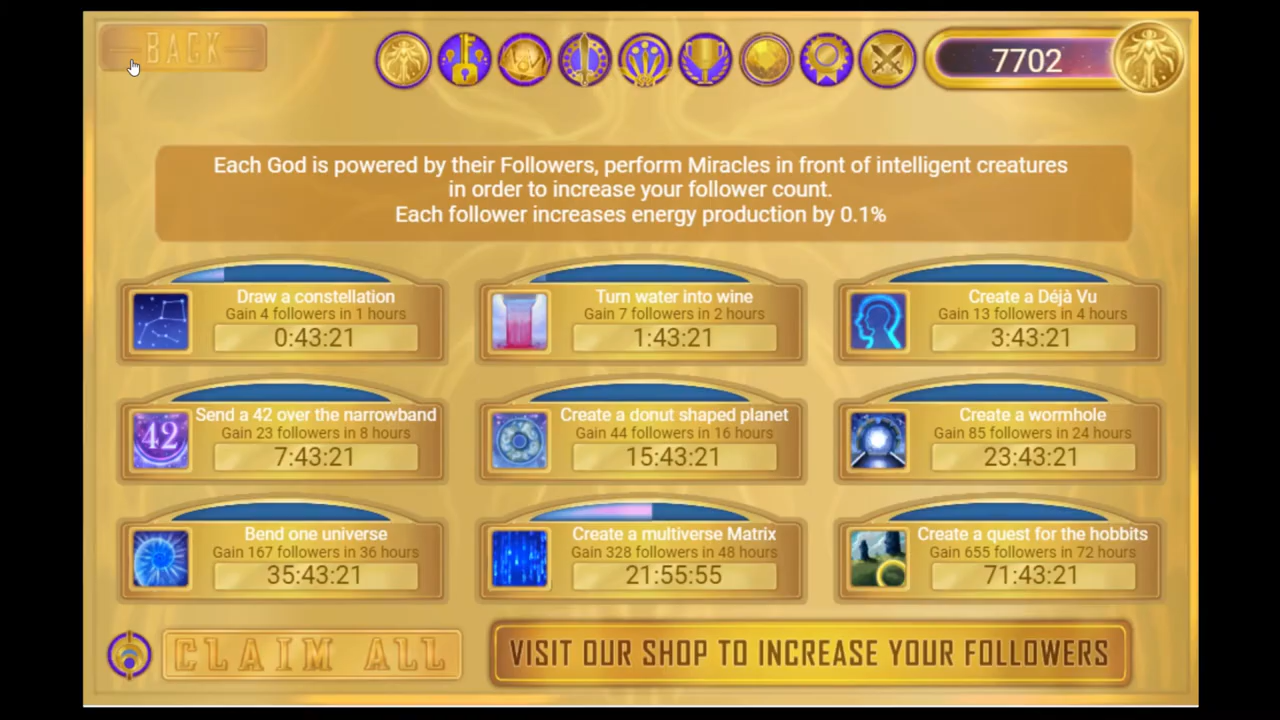 BACK
7702
Each God is powered by their Followers, perform Miracles in front of intelligent creatures
in order to increase your follower count.
Each follower increases energy production by 0.1%
Draw a constellation
Gain 4 followers in 1 hours
0:43:21
Turn water into wine
Gain 7 followers in 2 hours
1:43:21
Create a Déjà Vu
Gain 13 followers in 4 hours
3:43:21
42
Send a 42 over the narrowband
Gain 23 followers in 8 hours
7:43:21
Create a donut shaped planet
Gain 44 followers in 16 hours
15:43:21
Create a wormhole
Gain 85 followers in 24 hours
23:43:21
Bend one universe
Gain 167 followers in 36 hours
35:43:21
Create a multiverse Matrix
Gain 328 followers in 48 hours
21:55:55
Create a quest for the hobbits
Gain 655 followers in 72 hours
71:43:21
CLAIM ALL
VISIT OUR SHOP TO INCREASE YOUR FOLLOWERS